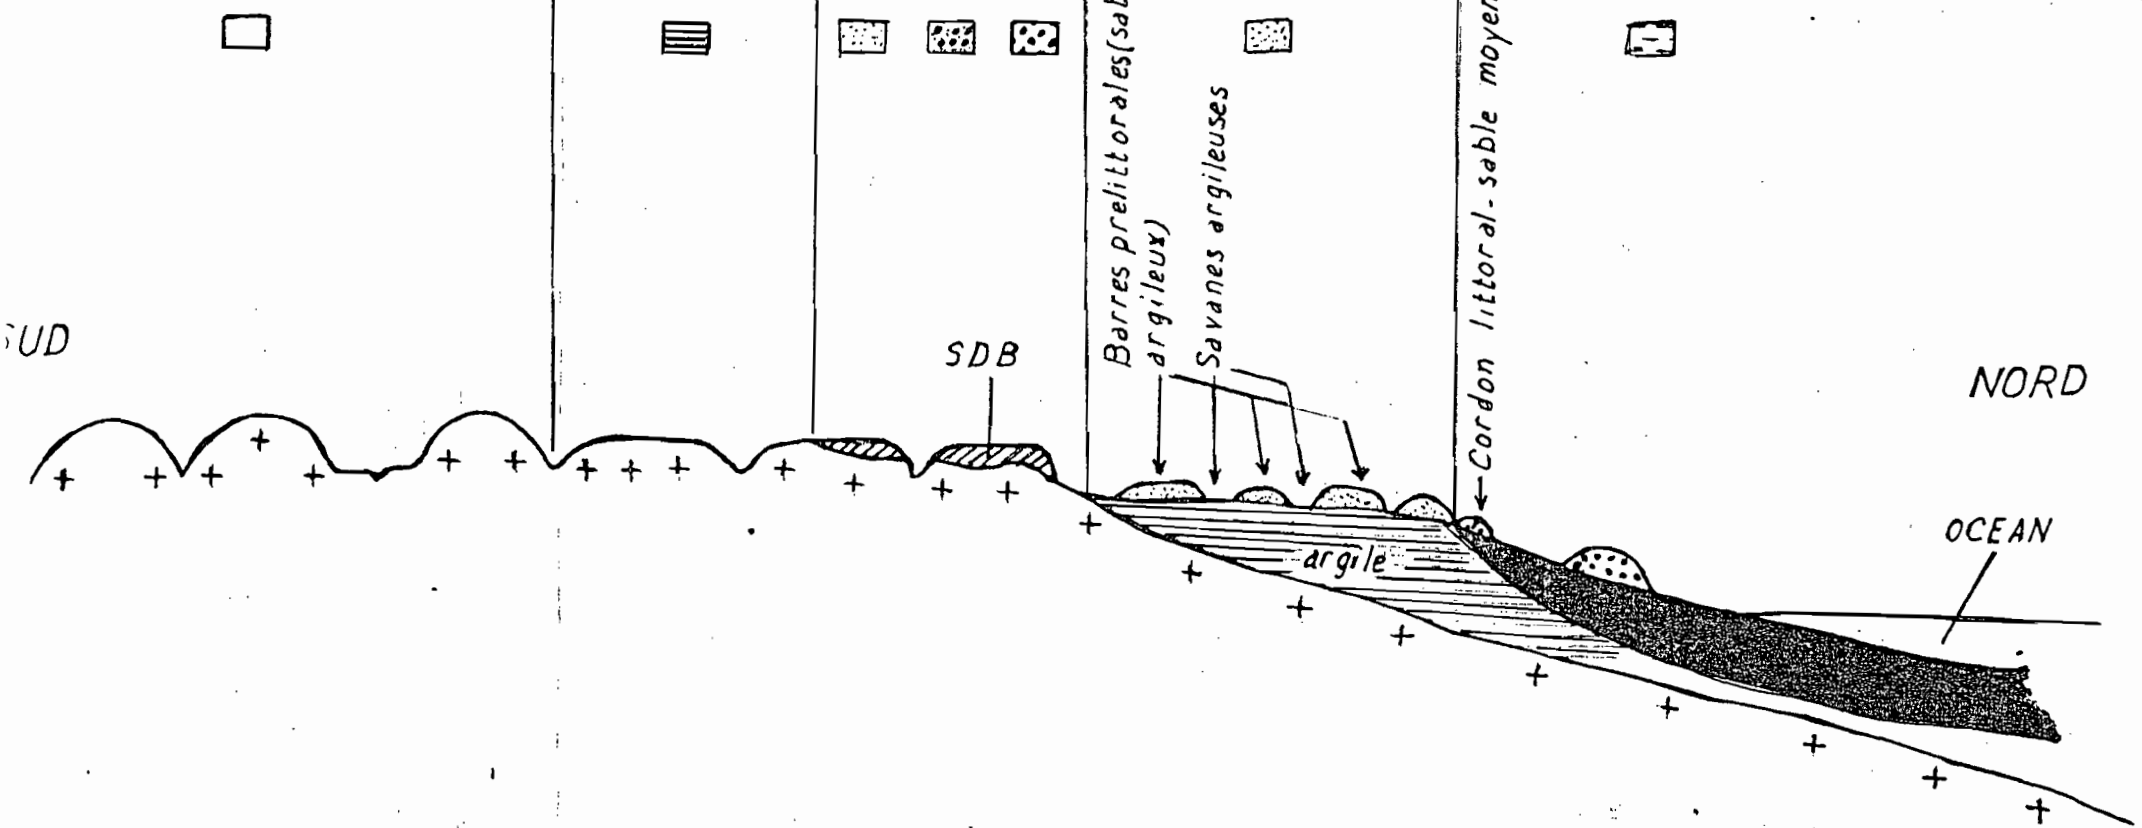 Barres prelittorales (sab
argileux)
Savanes argileuses
Cordon littoral-sable moyen
SUD
SDB
NORD
argile
OCEAN